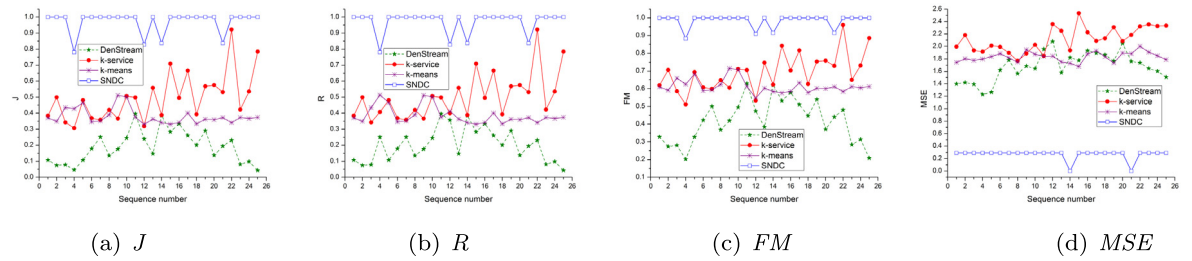 1.0
0.9
0.8
0.7
0.6
0.5
0.4
0.3
0.2
0.1
0.0
J
DenStream
k-service
k-means
SNDC
0 2 4 6 8 10 12 14 16 18 20 22 24 26
Sequence number
(a) J
1.0
0.9
0.8
0.7
0.6
0.5
0.4
0.3
0.2
0.1
0.0
R
DenStream
k-service
k-means
SNDC
0 2 4 6 8 10 12 14 16 18 20 22 24 26
Sequence number
(b) R
1.0
0.9
0.8
0.7
0.6
0.5
0.4
0.3
0.2
0.1
FM
DenStream
k-service
k-means
SNDC
0 2 4 6 8 10 12 14 16 18 20 22 24 26
Sequence number
(c) FM
2.6
2.4
2.2
2.0
1.8
1.6
1.4
1.2
1.0
0.8
0.6
0.4
0.2
0.0
MSE
DenStream
k-service
k-means
SNDC
0 2 4 6 8 10 12 14 16 18 20 22 24 26
Sequence number
(d) MSE